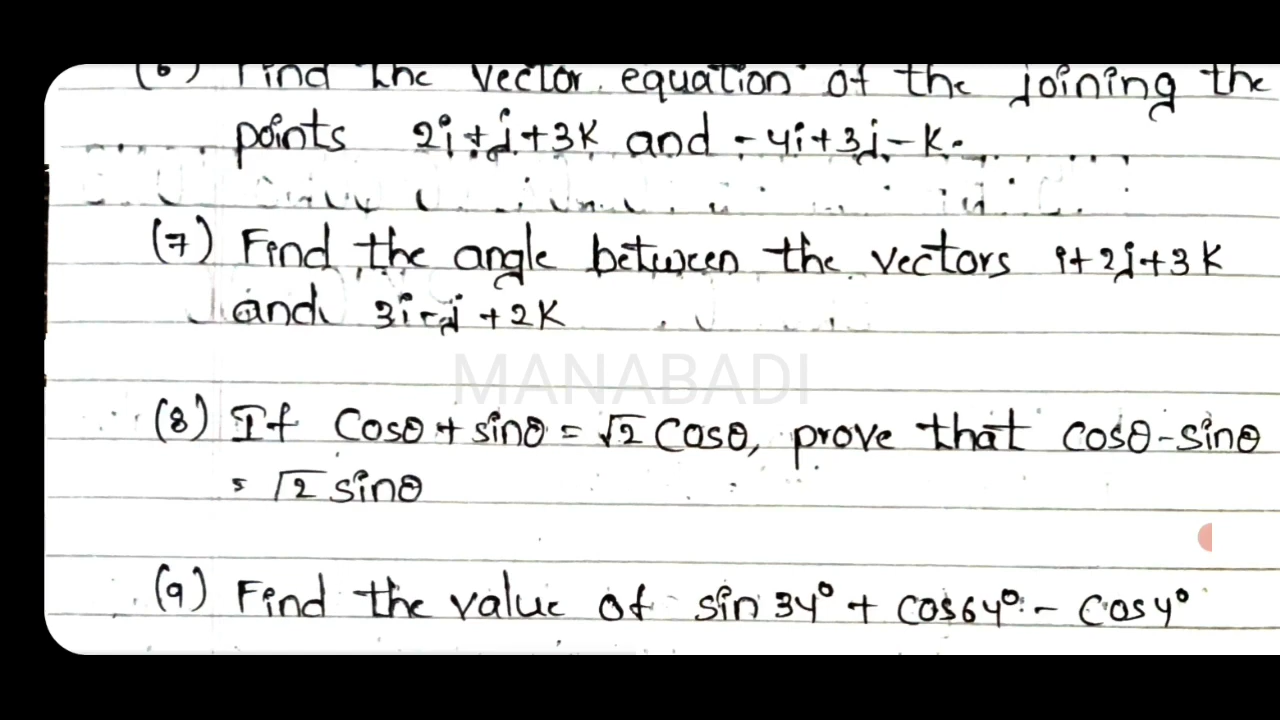 (6) Find the vector equation of the joining the
points 2i+j+3k and -4i+3j-k.
(7) Find the angle between the vectors i+2j+3k
and 3i-j+2k
MANABADI
(8) If cosθ+sinθ=√2 cosθ, prove that cosθ-sinθ
= √2 sinθ
(9) Find the value of sin 34° + cos64° - cos4°